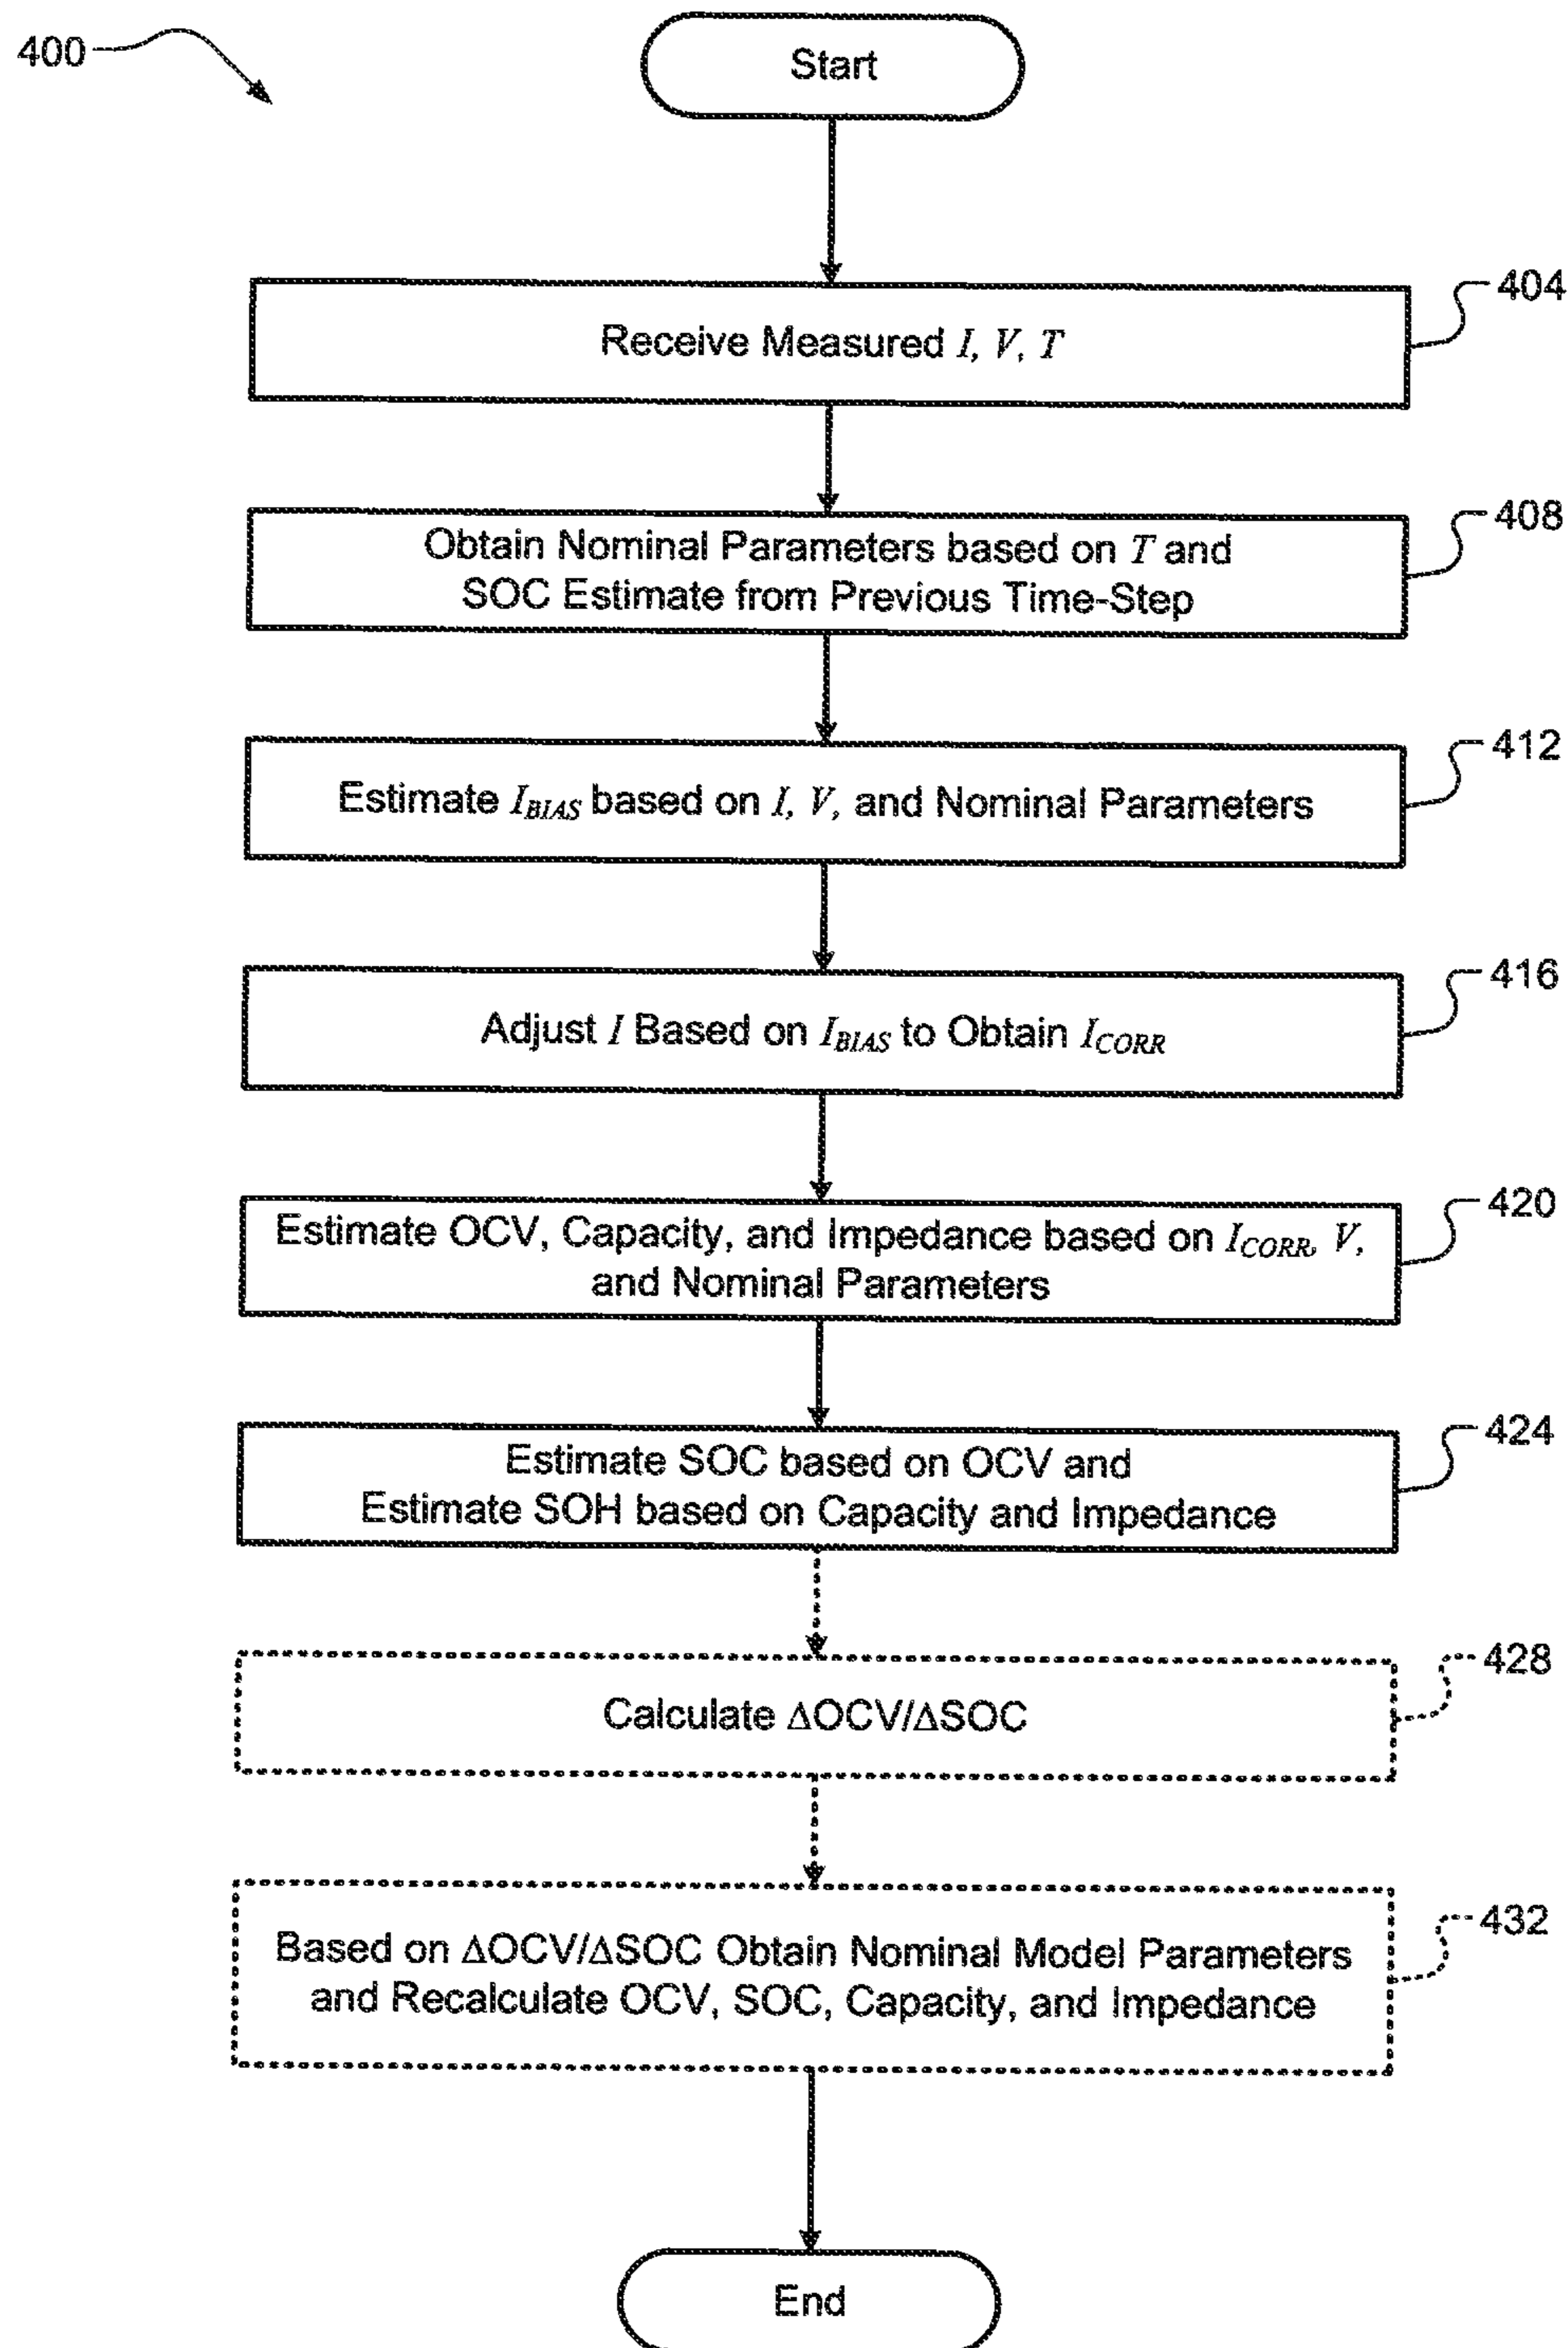 400
Start
404
Receive Measured I, V, T
408
Obtain Nominal Parameters based on T and
SOC Estimate from Previous Time-Step
412
Estimate I_BIAS based on I, V, and Nominal Parameters
416
Adjust I Based on I_BIAS to Obtain I_CORR
420
Estimate OCV, Capacity, and Impedance based on I_CORR, V,
and Nominal Parameters
424
Estimate SOC based on OCV and
Estimate SOH based on Capacity and Impedance
428
Calculate ΔOCV/ΔSOC
432
Based on ΔOCV/ΔSOC Obtain Nominal Model Parameters
and Recalculate OCV, SOC, Capacity, and Impedance
End